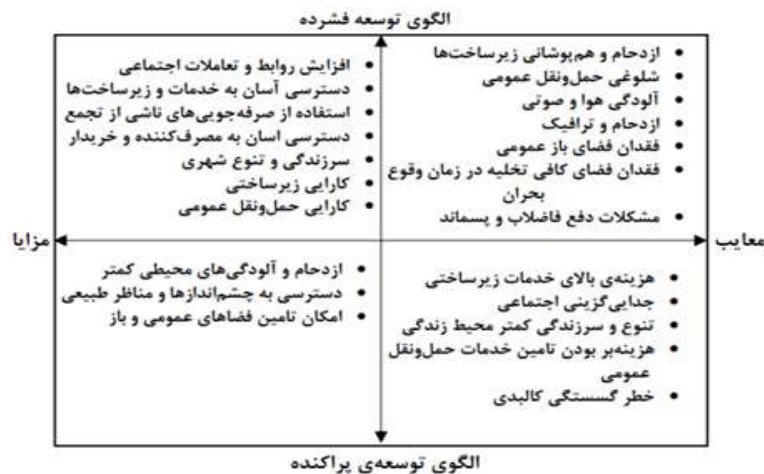 الگوی توسعه فشرده
• ازدحام و هم‌پوشانی زیرساخت‌ها
• شلوغی حمل‌ونقل عمومی
• آلودگی هوا و صوتی
• ازدحام و ترافیک
• فقدان فضای باز عمومی
• فقدان فضای کافی تخلیه در زمان وقوع
بحران
• مشکلات دفع فاضلاب و پسماند
• افزایش روابط و تعاملات اجتماعی
• دسترسی آسان به خدمات و زیرساخت‌ها
• استفاده از صرفه‌جویی‌های ناشی از تجمع
• دسترسی اسان به مصرف‌کننده و خریدار
• سرزندگی و تنوع شهری
• کارایی زیرساختی
• کارایی حمل‌ونقل عمومی
معایب
مزایا
• هزینه‌ی بالای خدمات زیرساختی
• جدایی‌گزینی اجتماعی
• تنوع و سرزندگی کمتر محیط زندگی
• هزینه‌بر بودن تامین خدمات حمل‌ونقل
عمومی
• خطر گسستگی کالبدی
• ازدحام و آلودگی‌های محیطی کمتر
• دسترسی به چشم‌اندازها و مناظر طبیعی
• امکان تامین فضاهای عمومی و باز
الگوی توسعه‌ی پراکنده